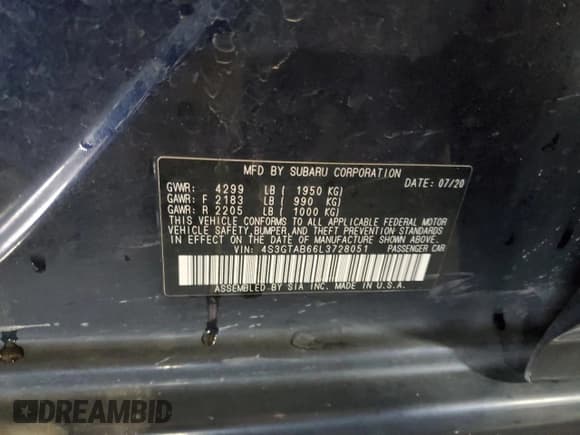 MFD BY SUBARU CORPORATION
DATE: 07/20
GVWR: 4299 LB ( 1950 KG)
GAWR: F 2183 LB ( 990 KG)
GAWR: R 2205 LB ( 1000 KG)
THIS VEHICLE CONFORMS TO ALL APPLICABLE FEDERAL MOTOR
VEHICLE SAFETY, BUMPER, AND THEFT PREVENTION STANDARDS
IN EFFECT ON THE DATE OF MANUFACTURE SHOWN ABOVE.
VIN: 4S3GTAB66L3728051 PASSENGER CAR
ASSEMBLED BY SIA INC. MADE IN U.S.A.
DREAMBID